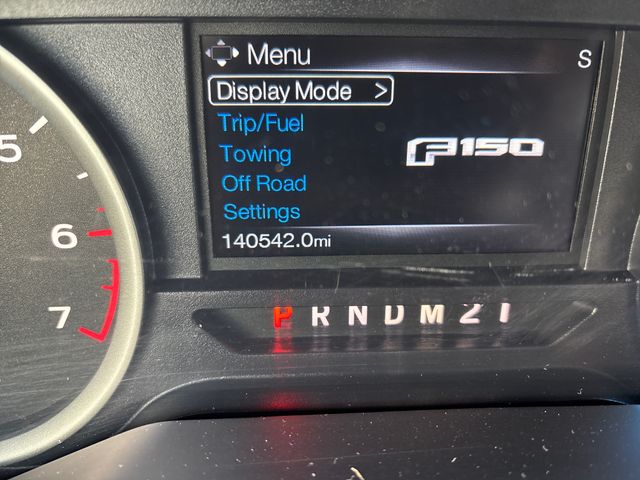 Menu
S
Display Mode >
Trip/Fuel
Towing
F150
Off Road
Settings
140542.0mi
5
6
7
P R N D M 2 1